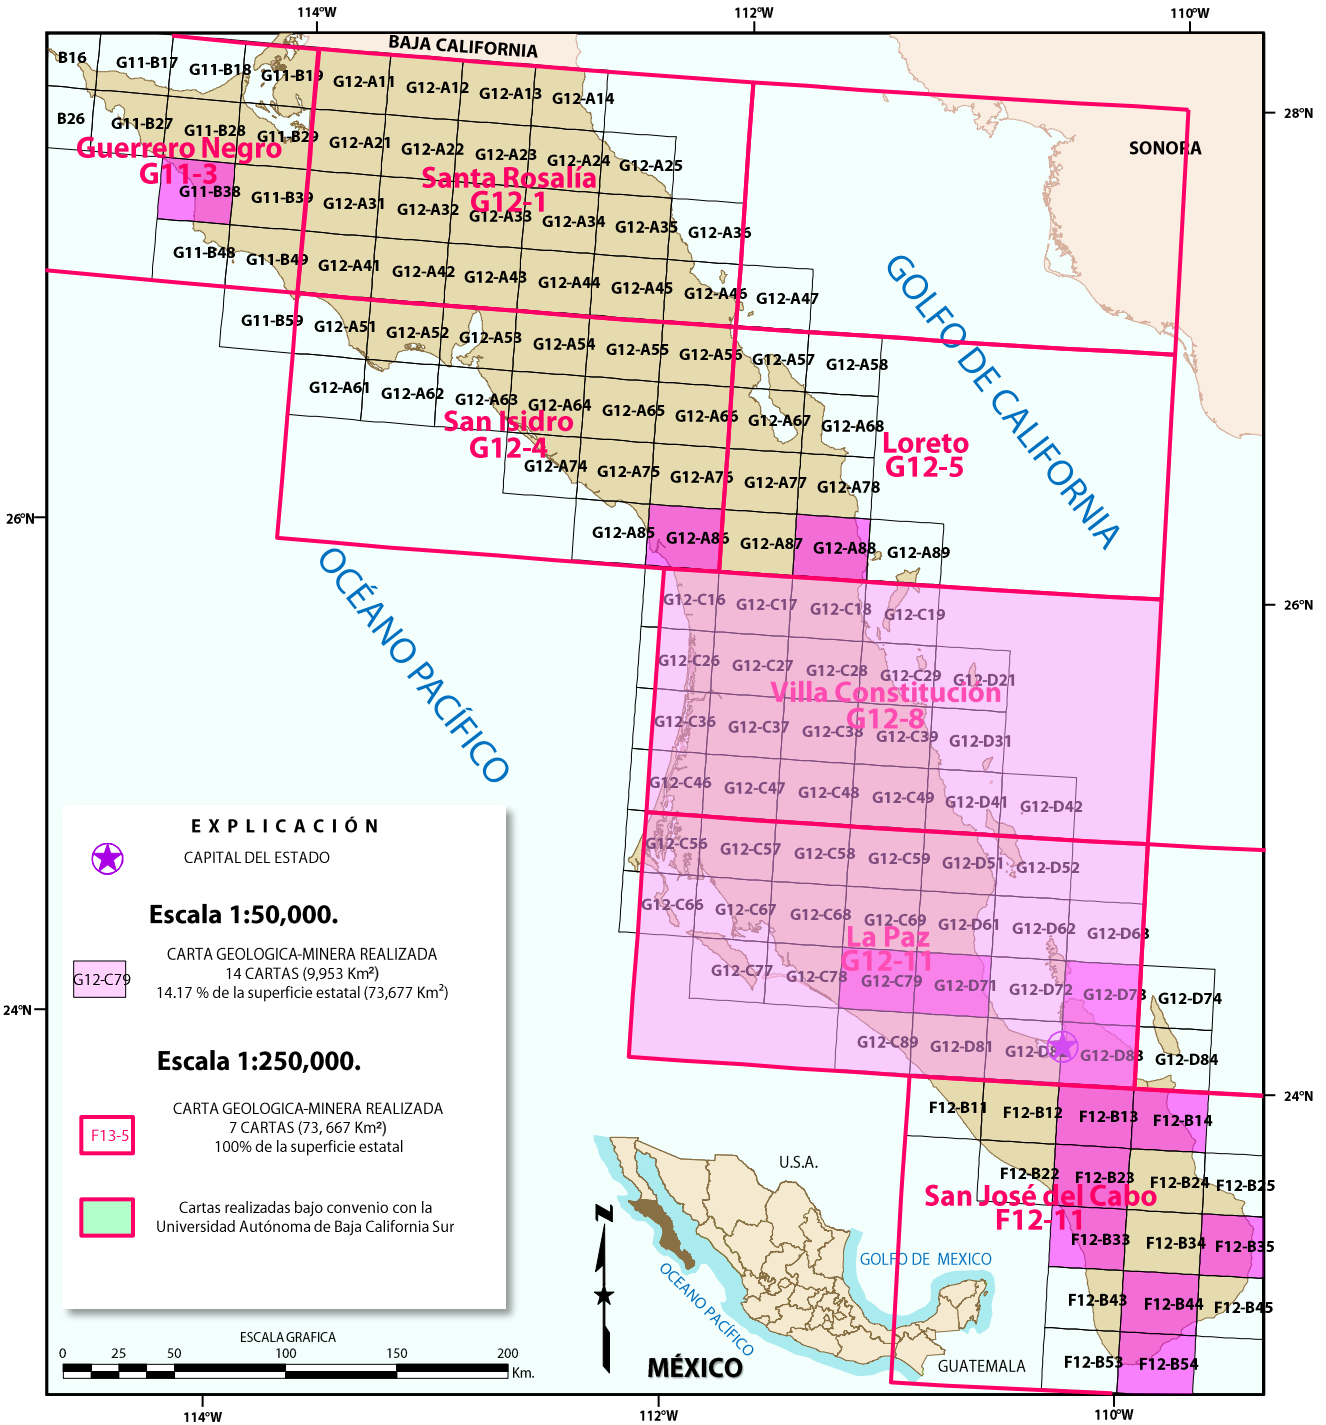 114°W
112°W
110°W
BAJA CALIFORNIA
B16
G11-B17
G11-B18
G11-B19
G12-A11
G12-A12
G12-A13
G12-A14
28°N
B26
G11-B27
G11-B28
G11-B29
G12-A21
G12-A22
G12-A23
G12-A24
G12-A25
SONORA
Guerrero Negro
G11-3
Santa Rosalía
G12-1
G11-B38
G11-B39
G12-A31
G12-A32
G12-A33
G12-A34
G12-A35
G12-A36
G11-B48
G11-B49
G12-A41
G12-A42
G12-A43
G12-A44
G12-A45
G12-A46
G12-A47
GOLFO DE CALIFORNIA
G11-B59
G12-A51
G12-A52
G12-A53
G12-A54
G12-A55
G12-A56
G12-A57
G12-A58
G12-A61
G12-A62
G12-A63
G12-A64
G12-A65
G12-A66
G12-A67
G12-A68
San Isidro
G12-4
Loreto
G12-5
G12-A74
G12-A75
G12-A76
G12-A77
G12-A78
26°N
G12-A85
G12-A86
G12-A87
G12-A88
G12-A89
OCÉANO PACÍFICO
26°N
G12-C16
G12-C17
G12-C18
G12-C19
G12-C26
G12-C27
G12-C28
G12-C29
G12-D21
Villa Constitución
G12-8
G12-C36
G12-C37
G12-C38
G12-C39
G12-D31
G12-C46
G12-C47
G12-C48
G12-C49
G12-D41
G12-D42
G12-C56
G12-C57
G12-C58
G12-C59
G12-D51
G12-D52
G12-C66
G12-C67
G12-C68
G12-C69
G12-D61
G12-D62
G12-D63
La Paz
G12-11
G12-C77
G12-C78
G12-C79
G12-D71
G12-D72
G12-D73
G12-D74
24°N
G12-C89
G12-D81
G12-D82
G12-D83
G12-D84
24°N
F12-B11
F12-B12
F12-B13
F12-B14
F12-B22
F12-B23
F12-B24
F12-B25
San José del Cabo
F12-11
F12-B33
F12-B34
F12-B35
F12-B43
F12-B44
F12-B45
F12-B53
F12-B54
EXPLICACIÓN
CAPITAL DEL ESTADO
Escala 1:50,000.
G12-C79
CARTA GEOLOGICA-MINERA REALIZADA
14 CARTAS (9,953 Km²)
14.17 % de la superficie estatal (73,677 Km²)
Escala 1:250,000.
F13-5
CARTA GEOLOGICA-MINERA REALIZADA
7 CARTAS (73, 667 Km²)
100% de la superficie estatal
Cartas realizadas bajo convenio con la
Universidad Autónoma de Baja California Sur
ESCALA GRAFICA
0 25 50 100 150 200
Km.
N
U.S.A.
GOLFO DE MEXICO
OCEANO PACÍFICO
MÉXICO
GUATEMALA
114°W
112°W
110°W